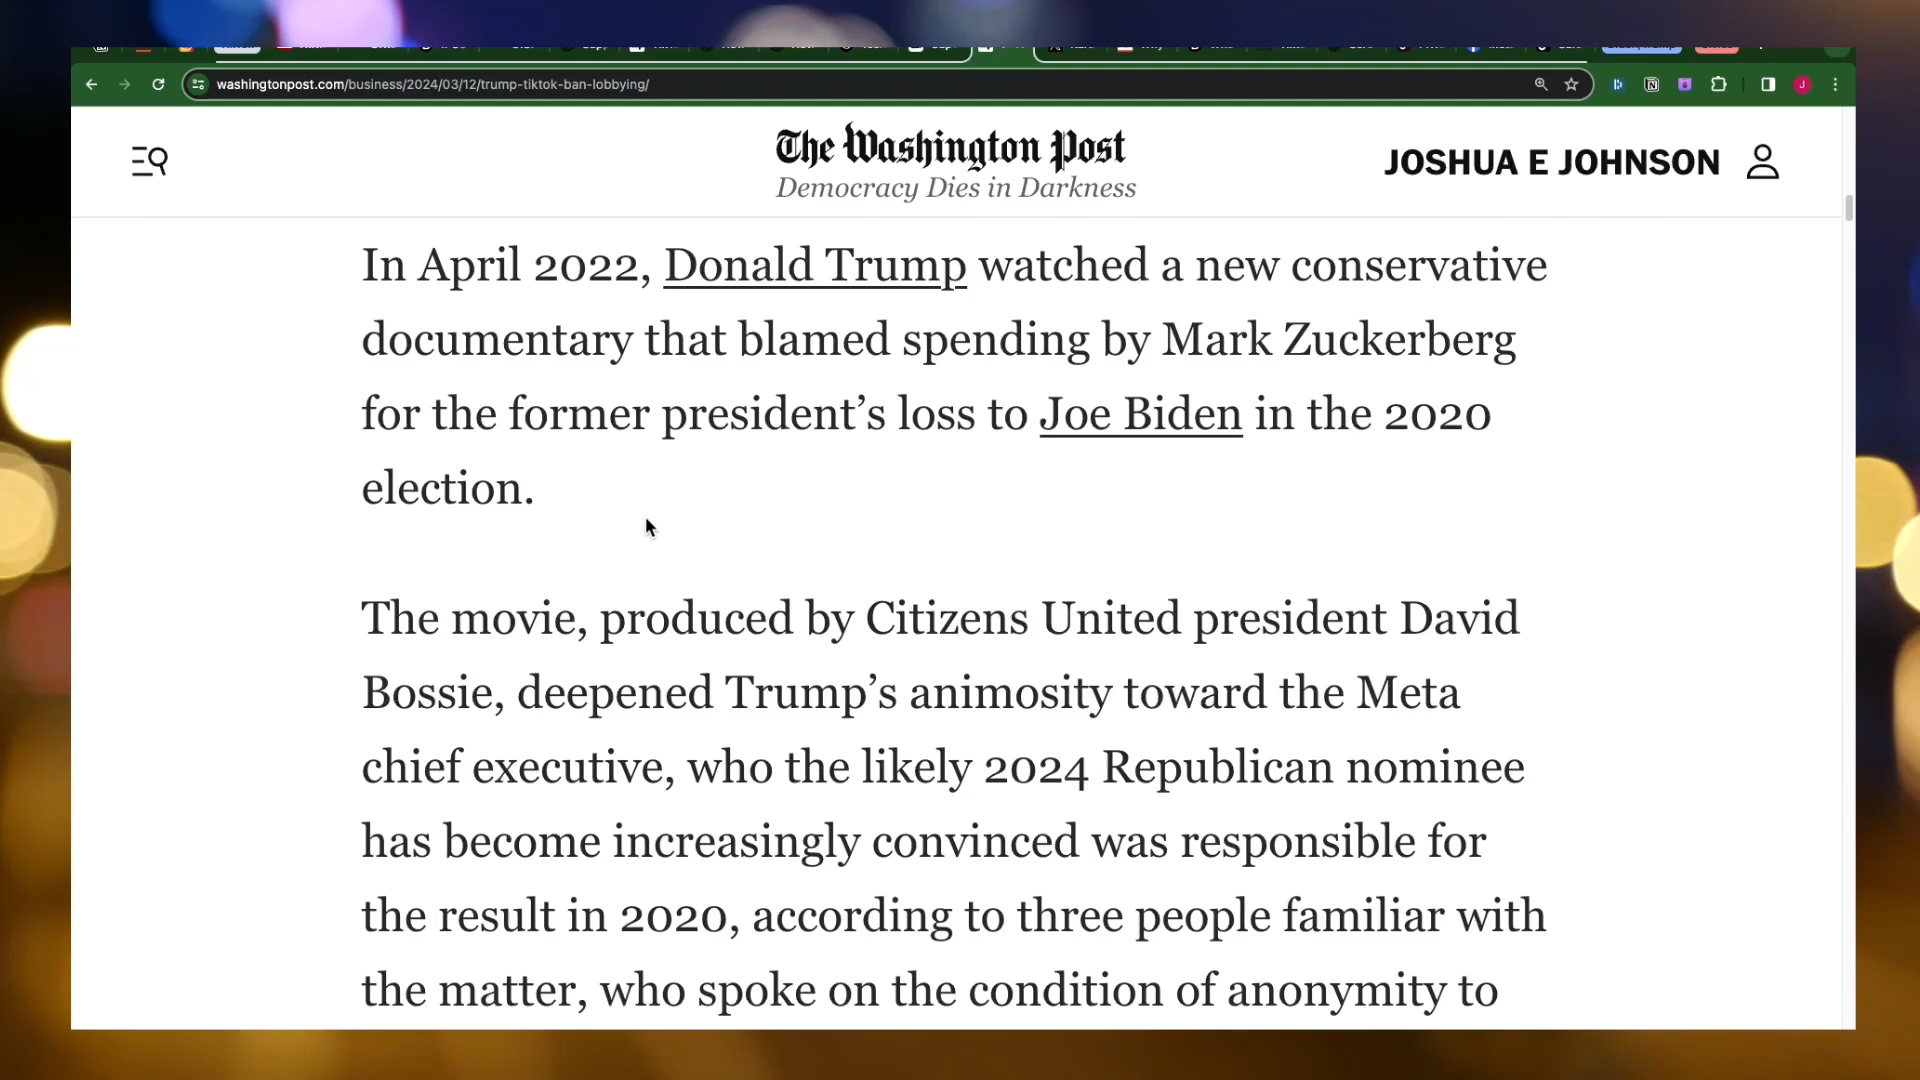 washingtonpost.com/business/2024/03/12/trump-tiktok-ban-lobbying/
J
The Washington Post
Democracy Dies in Darkness
JOSHUA E JOHNSON
In April 2022, Donald Trump watched a new conservative
documentary that blamed spending by Mark Zuckerberg
for the former president’s loss to Joe Biden in the 2020
election.
The movie, produced by Citizens United president David
Bossie, deepened Trump’s animosity toward the Meta
chief executive, who the likely 2024 Republican nominee
has become increasingly convinced was responsible for
the result in 2020, according to three people familiar with
the matter, who spoke on the condition of anonymity to